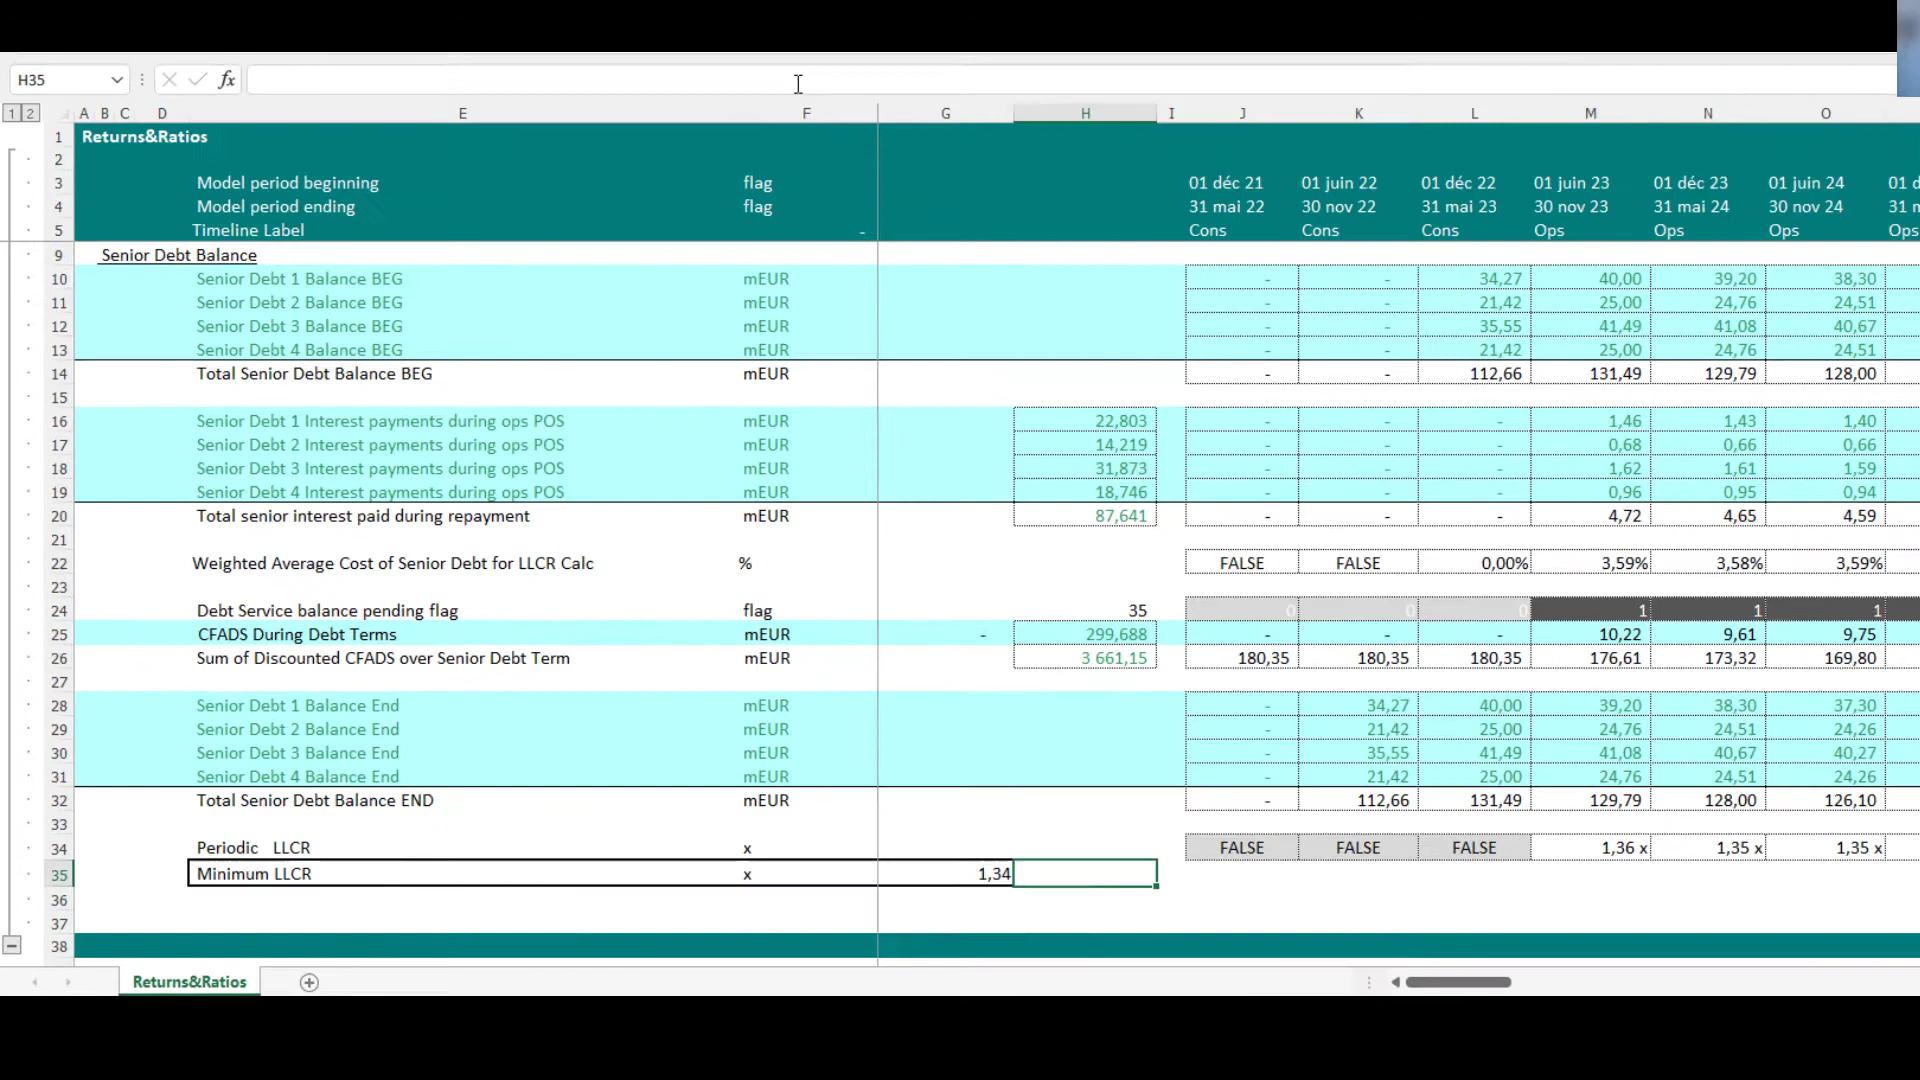 H35 fx
1 2 A B C D E F G H I J K L M N O
1 Returns&Ratios
2
3 Model period beginning flag 01 déc 21 01 juin 22 01 déc 22 01 juin 23 01 déc 23 01 juin 24 01 d
4 Model period ending flag 31 mai 22 30 nov 22 31 mai 23 30 nov 23 31 mai 24 30 nov 24 31 m
5 Timeline Label - Cons Cons Cons Ops Ops Ops Ops
9 Senior Debt Balance
10 Senior Debt 1 Balance BEG mEUR - - 34,27 40,00 39,20 38,30
11 Senior Debt 2 Balance BEG mEUR - - 21,42 25,00 24,76 24,51
12 Senior Debt 3 Balance BEG mEUR - - 35,55 41,49 41,08 40,67
13 Senior Debt 4 Balance BEG mEUR - - 21,42 25,00 24,76 24,51
14 Total Senior Debt Balance BEG mEUR - - 112,66 131,49 129,79 128,00
15
16 Senior Debt 1 Interest payments during ops POS mEUR 22,803 - - - 1,46 1,43 1,40
17 Senior Debt 2 Interest payments during ops POS mEUR 14,219 - - - 0,68 0,66 0,66
18 Senior Debt 3 Interest payments during ops POS mEUR 31,873 - - - 1,62 1,61 1,59
19 Senior Debt 4 Interest payments during ops POS mEUR 18,746 - - - 0,96 0,95 0,94
20 Total senior interest paid during repayment mEUR 87,641 - - - 4,72 4,65 4,59
21
22 Weighted Average Cost of Senior Debt for LLCR Calc % FALSE FALSE 0,00% 3,59% 3,58% 3,59%
23
24 Debt Service balance pending flag flag 35 0 0 0 1 1 1
25 CFADS During Debt Terms mEUR - 299,688 - - - 10,22 9,61 9,75
26 Sum of Discounted CFADS over Senior Debt Term mEUR 3 661,15 180,35 180,35 180,35 176,61 173,32 169,80
27
28 Senior Debt 1 Balance End mEUR - 34,27 40,00 39,20 38,30 37,30
29 Senior Debt 2 Balance End mEUR - 21,42 25,00 24,76 24,51 24,26
30 Senior Debt 3 Balance End mEUR - 35,55 41,49 41,08 40,67 40,27
31 Senior Debt 4 Balance End mEUR - 21,42 25,00 24,76 24,51 24,26
32 Total Senior Debt Balance END mEUR - 112,66 131,49 129,79 128,00 126,10
33
34 Periodic LLCR x FALSE FALSE FALSE 1,36 x 1,35 x 1,35 x
35 Minimum LLCR x 1,34
36
37
38
Returns&Ratios